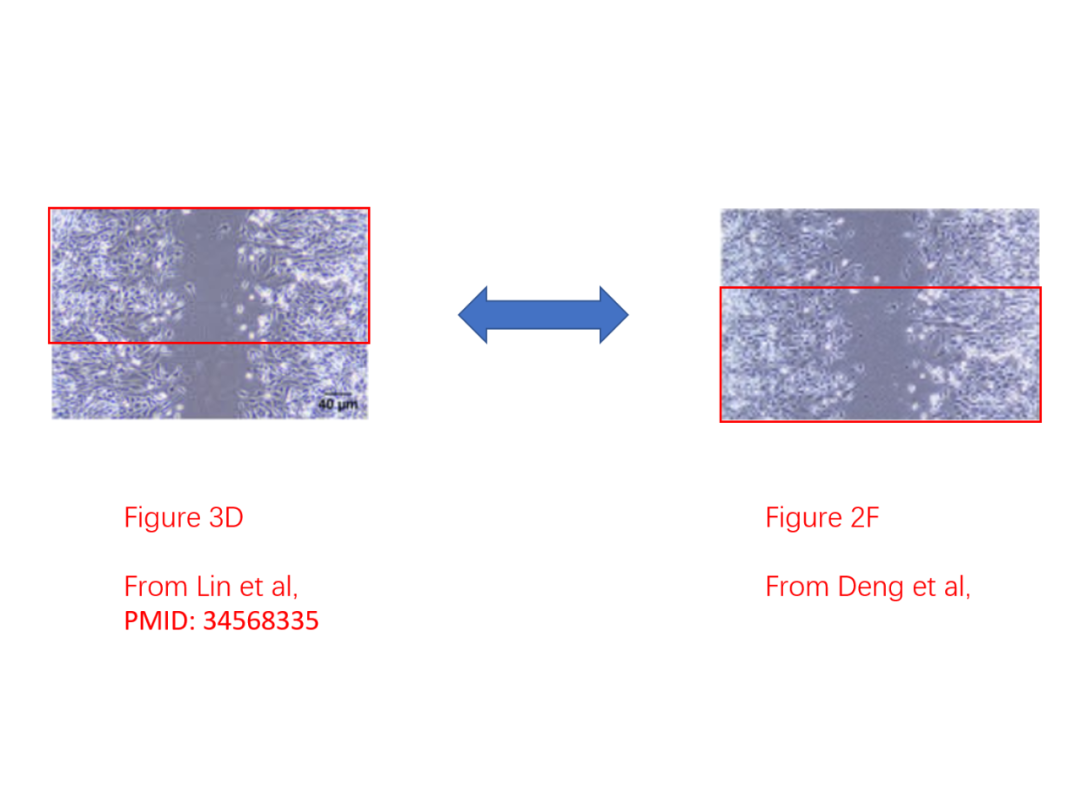 40 μm
Figure 3D
Figure 2F
From Lin et al,
PMID: 34568335
From Deng et al,